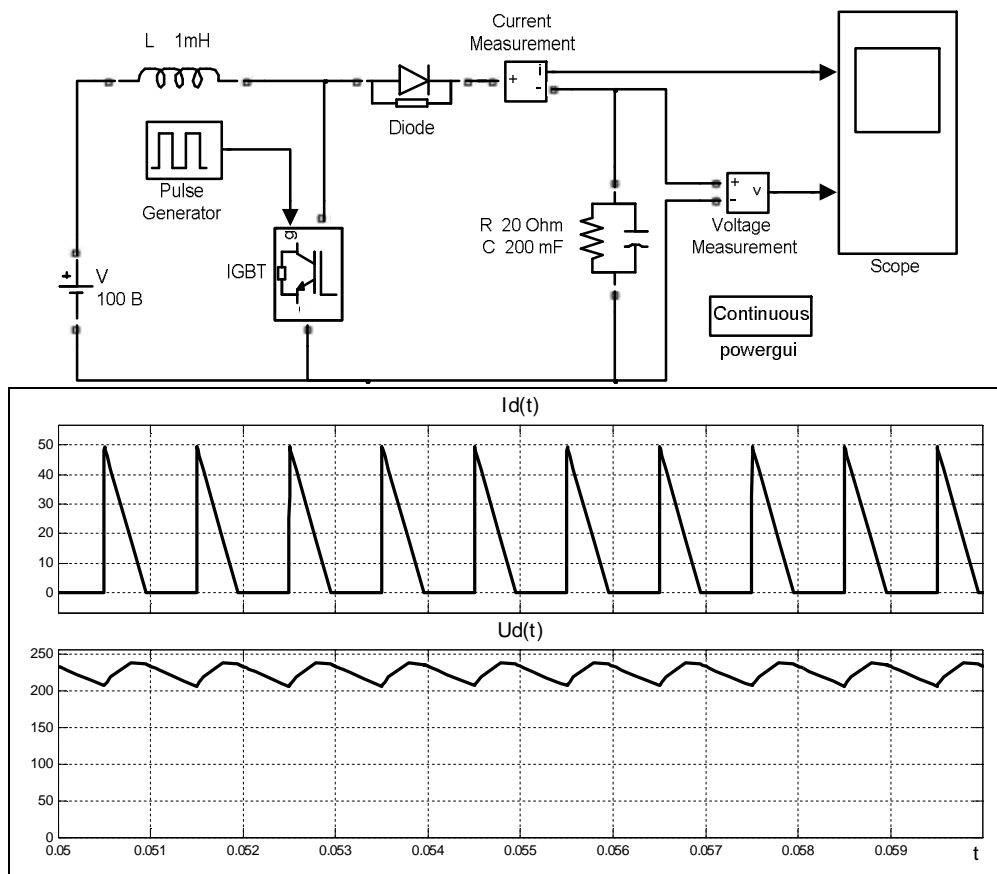 Current
Measurement
L 1mH
+
i
-
Diode
Pulse
Generator
g
R 20 Ohm
C 200 mF
+
-
v
Voltage
Measurement
Scope
IGBT
+
V
100 B
Continuous
powergui
Id(t)
50
40
30
20
10
0
Ud(t)
250
200
150
100
50
0
0.05 0.051 0.052 0.053 0.054 0.055 0.056 0.057 0.058 0.059 t